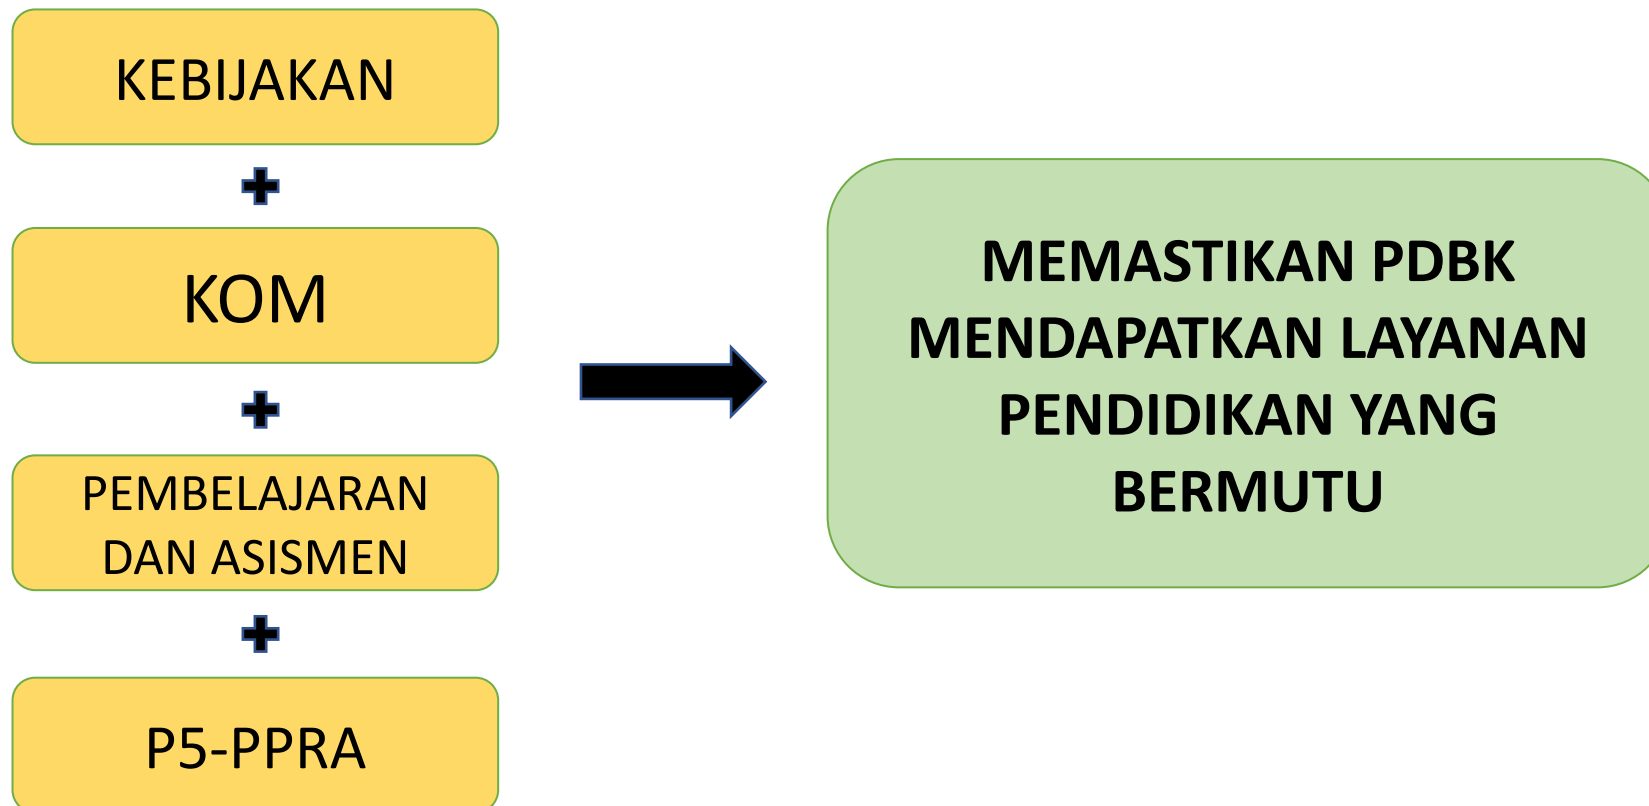 KEBIJAKAN
KOM
PEMBELAJARAN
DAN ASISMEN
P5-PPRA
MEMASTIKAN PDBK
MENDAPATKAN LAYANAN
PENDIDIKAN YANG
BERMUTU